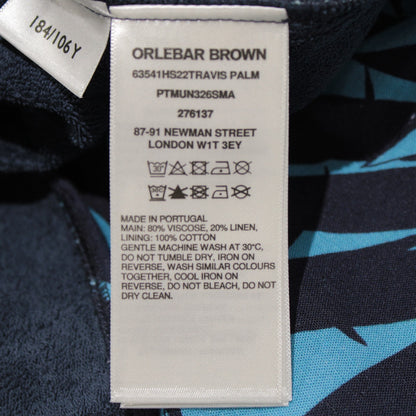 184/106Y
ORLEBAR BROWN
63541HS22TRAVIS PALM
PTMUN326SMA
276137
87-91 NEWMAN STREET
LONDON W1T 3EY
MADE IN PORTUGAL
MAIN: 80% VISCOSE, 20% LINEN,
LINING: 100% COTTON
GENTLE MACHINE WASH AT 30°C,
DO NOT TUMBLE DRY, IRON ON
REVERSE, WASH SIMILAR COLOURS
TOGETHER, COOL IRON ON
REVERSE, DO NOT BLEACH, DO NOT
DRY CLEAN.